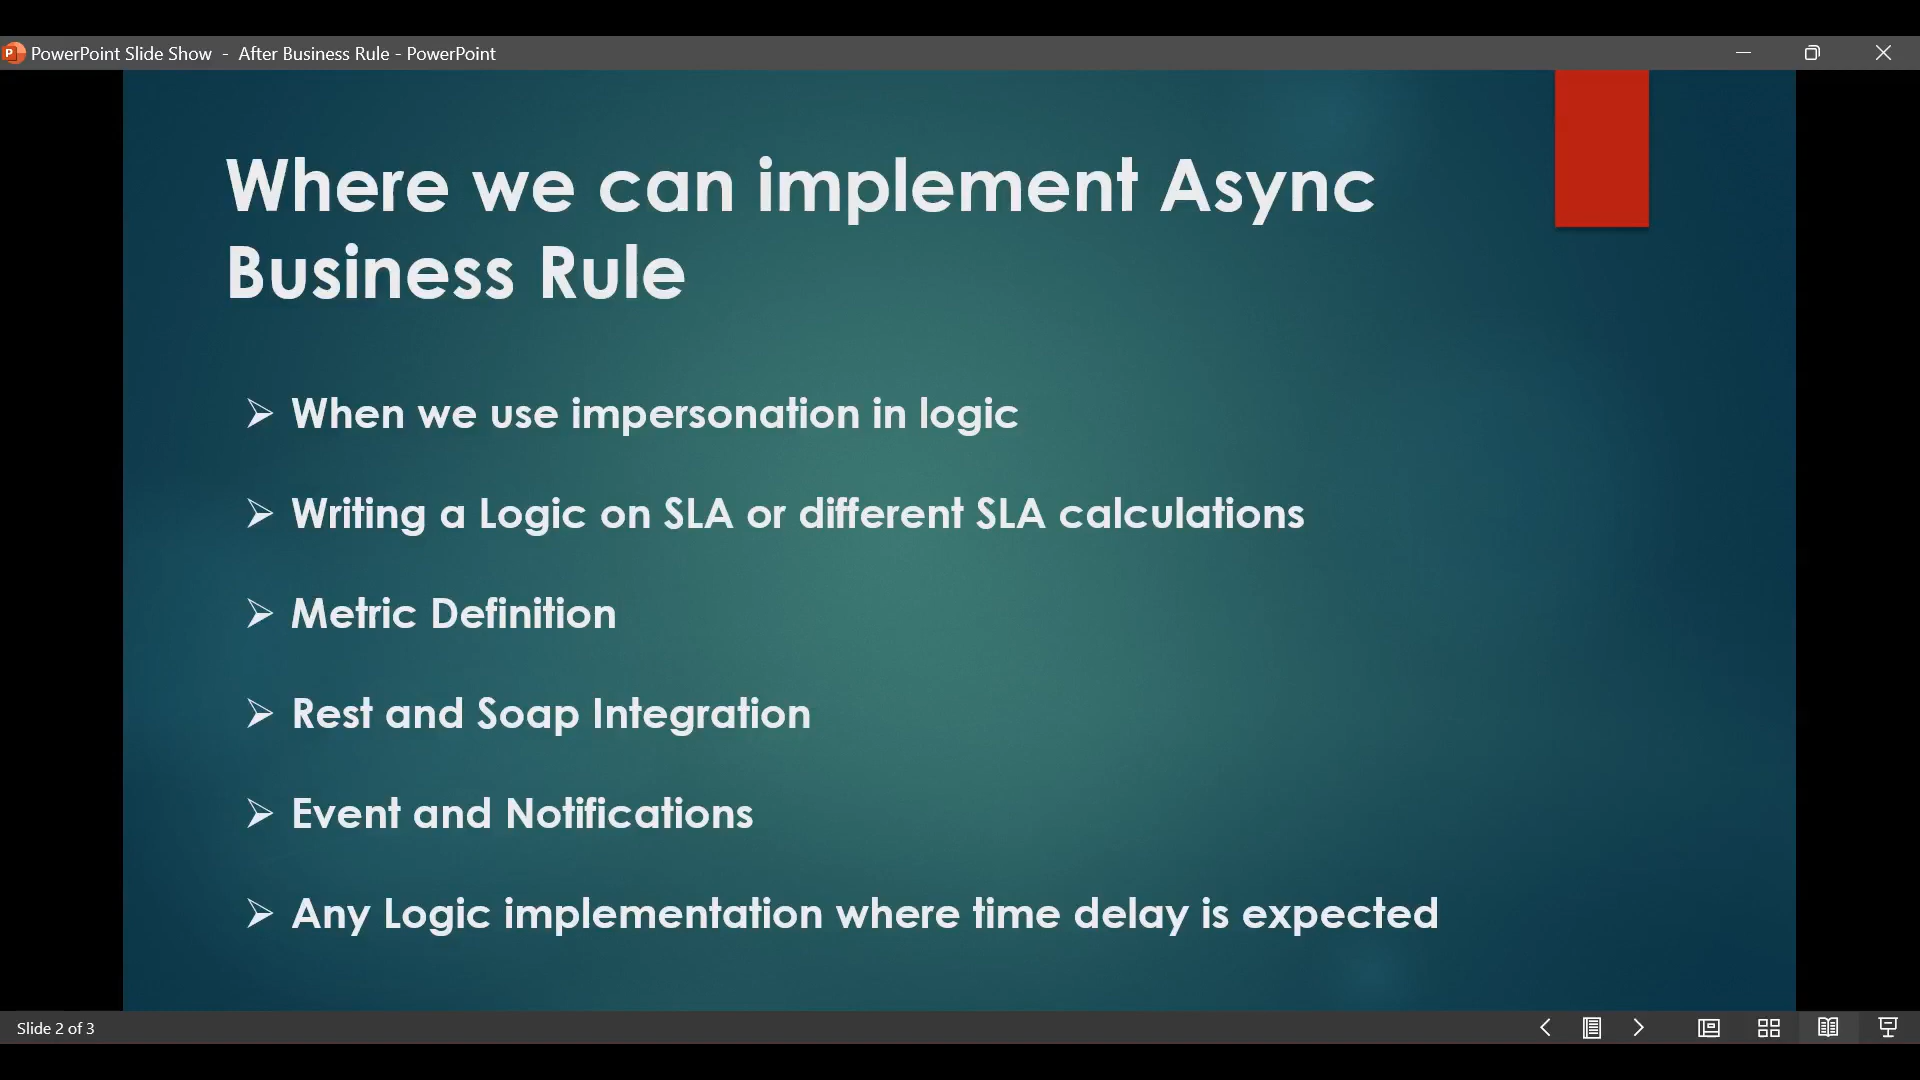 PowerPoint Slide Show - After Business Rule - PowerPoint
Where we can implement Async
Business Rule
➢ When we use impersonation in logic
➢ Writing a Logic on SLA or different SLA calculations
➢ Metric Definition
➢ Rest and Soap Integration
➢ Event and Notifications
➢ Any Logic implementation where time delay is expected
Slide 2 of 3